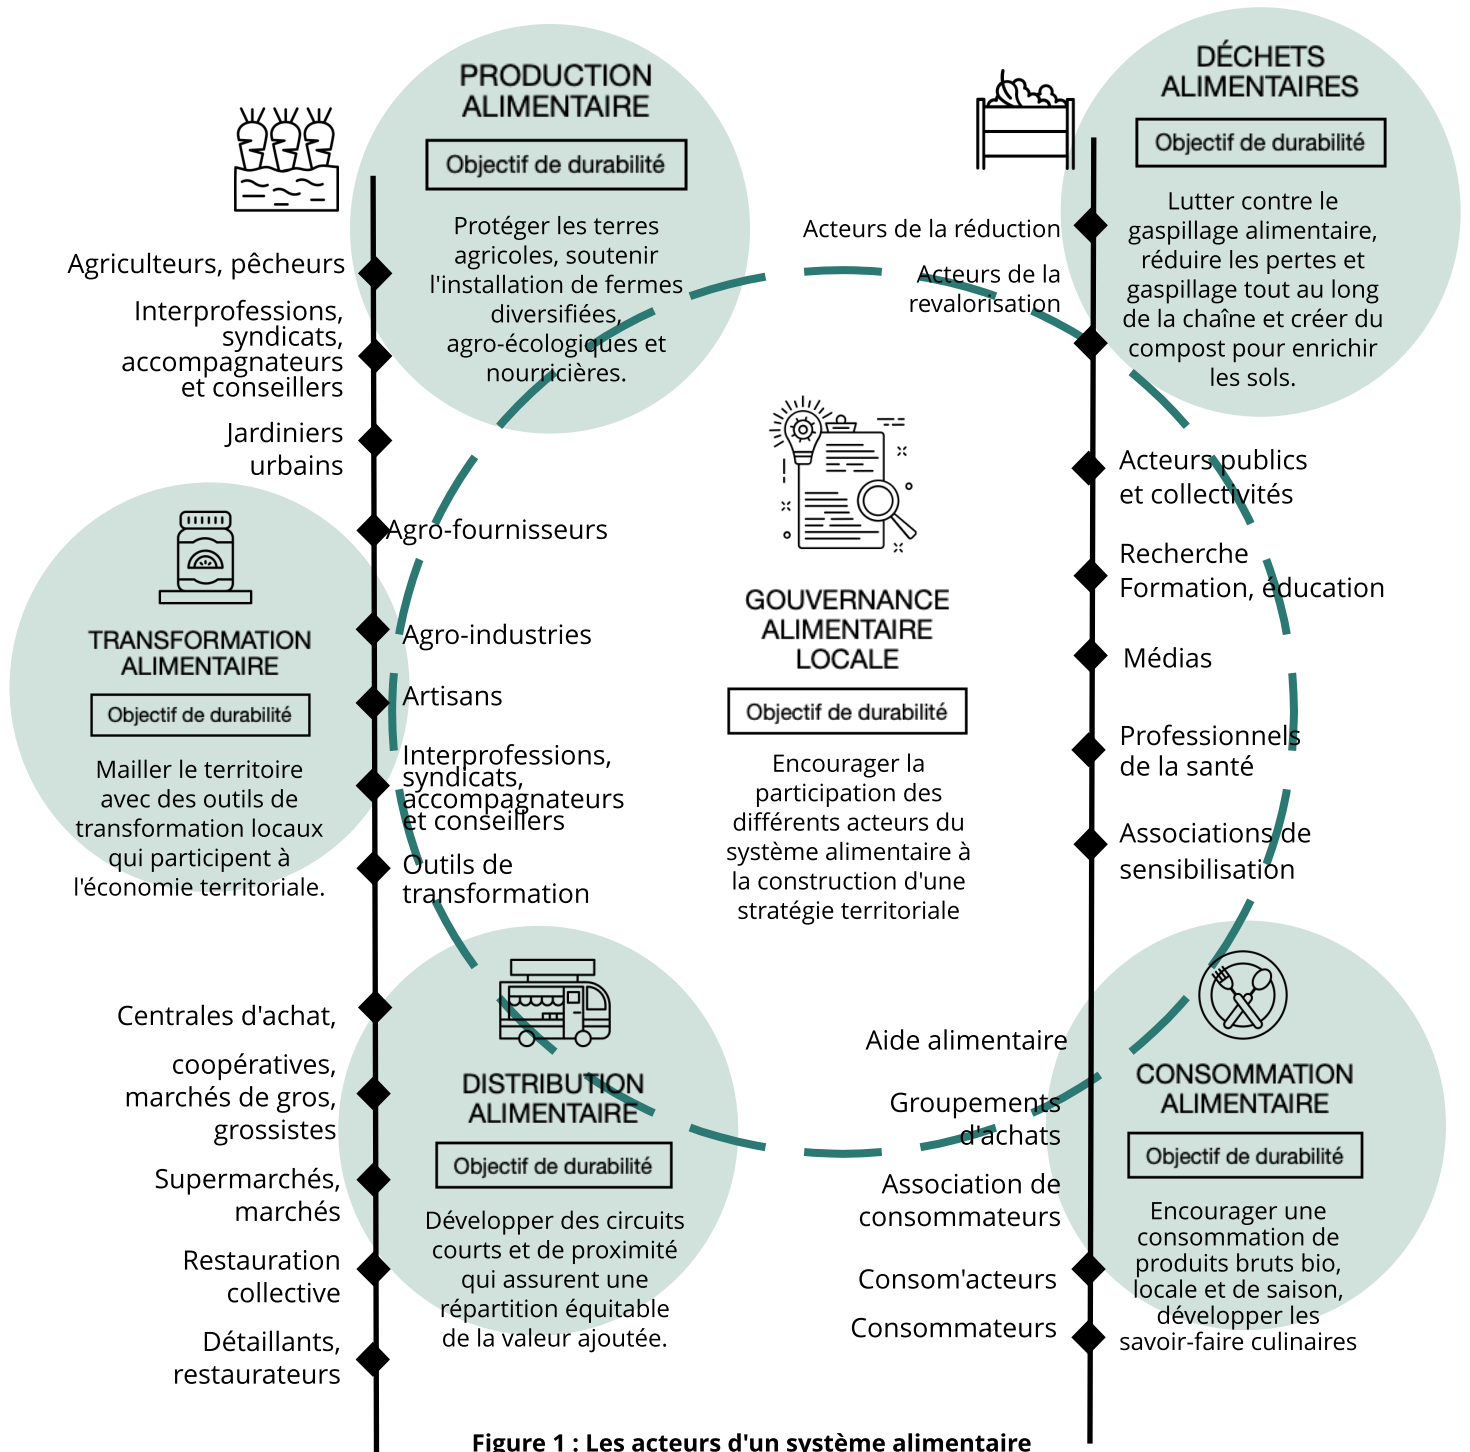 PRODUCTION
ALIMENTAIRE
Objectif de durabilité
Protéger les terres
agricoles, soutenir
l'installation de fermes
diversifiées,
agro-écologiques et
nourricières.
Agriculteurs, pêcheurs
Interprofessions,
syndicats,
accompagnateurs
et conseillers
Jardiniers
urbains
Agro-fournisseurs
DÉCHETS
ALIMENTAIRES
Objectif de durabilité
Lutter contre le
gaspillage alimentaire,
réduire les pertes et
gaspillage tout au long
de la chaîne et créer du
compost pour enrichir
les sols.
Acteurs de la réduction
Acteurs de la
revalorisation
TRANSFORMATION
ALIMENTAIRE
Objectif de durabilité
Mailler le territoire
avec des outils de
transformation locaux
qui participent à
l'économie territoriale.
Agro-industries
Artisans
Interprofessions,
syndicats,
accompagnateurs
et conseillers
Outils de
transformation
GOUVERNANCE
ALIMENTAIRE
LOCALE
Objectif de durabilité
Encourager la
participation des
différents acteurs du
système alimentaire à
la construction d'une
stratégie territoriale
Acteurs publics
et collectivités
Recherche
Formation, éducation
Médias
Professionnels
de la santé
Associations de
sensibilisation
Centrales d'achat,
coopératives,
marchés de gros,
grossistes
Supermarchés,
marchés
Restauration
collective
Détaillants,
restaurateurs
DISTRIBUTION
ALIMENTAIRE
Objectif de durabilité
Développer des circuits
courts et de proximité
qui assurent une
répartition équitable
de la valeur ajoutée.
Aide alimentaire
Groupements
d'achats
Association de
consommateurs
Consom'acteurs
Consommateurs
CONSOMMATION
ALIMENTAIRE
Objectif de durabilité
Encourager une
consommation de
produits bruts bio,
locale et de saison,
développer les
savoir-faire culinaires
Figure 1 : Les acteurs d'un système alimentaire